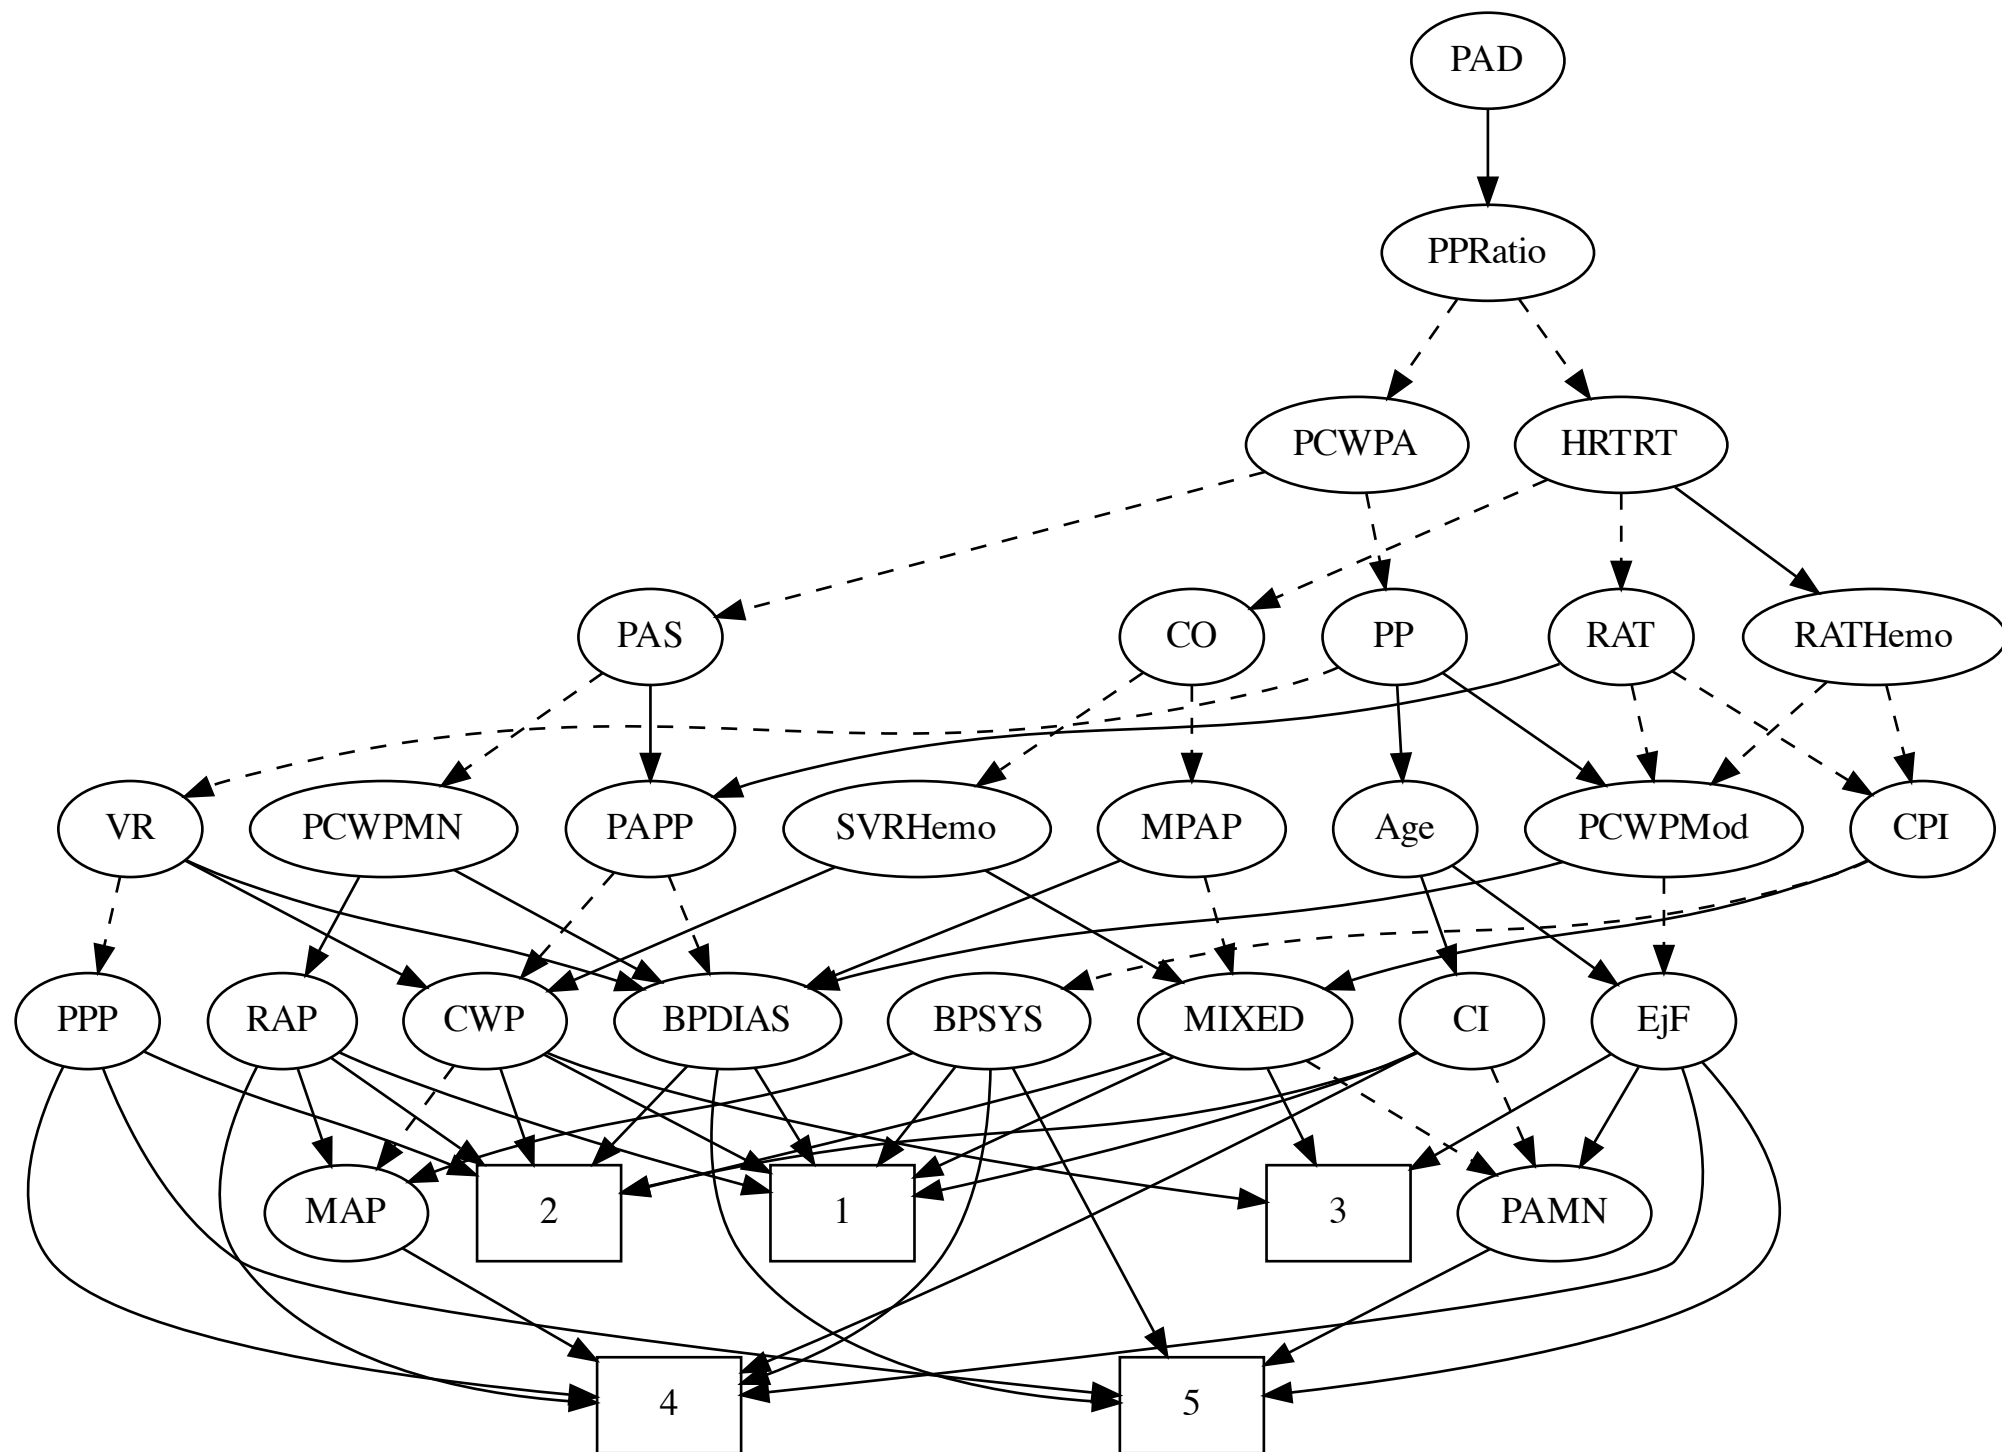 PAD
PPRatio
PCWPA HRTRT
PAS CO PP RAT RATHemo
VR PCWPMN PAPP SVRHemo MPAP Age PCWPMod CPI
PPP RAP CWP BPDIAS BPSYS MIXED CI EjF
MAP 2 1 3 PAMN
4 5